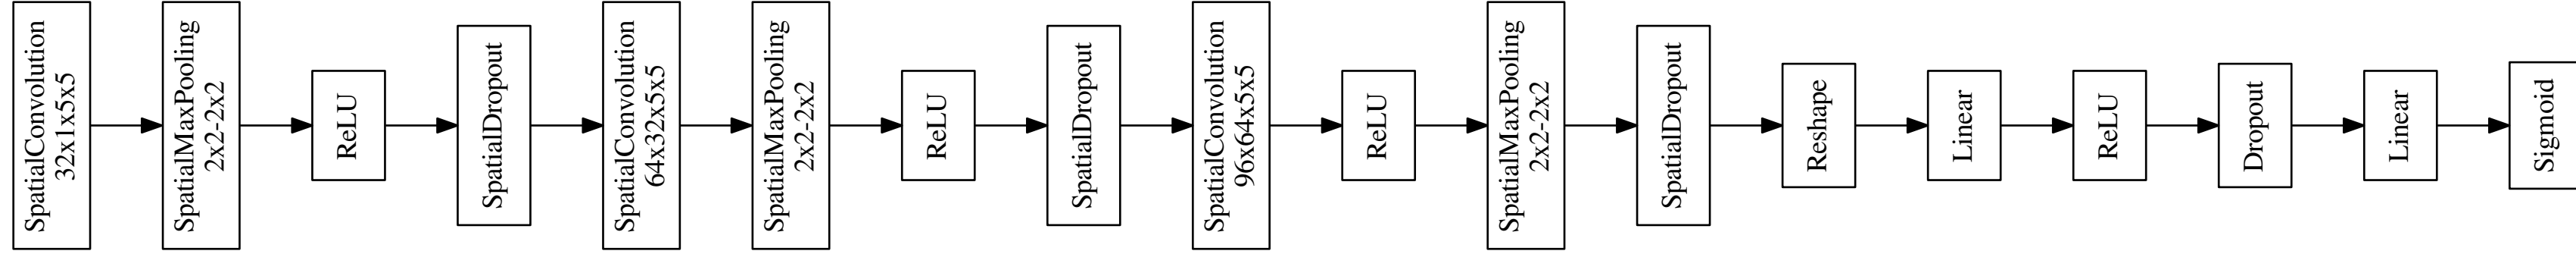 SpatialConvolution
32x1x5x5
SpatialMaxPooling
2x2-2x2
ReLU
SpatialDropout
SpatialConvolution
64x32x5x5
SpatialMaxPooling
2x2-2x2
ReLU
SpatialDropout
SpatialConvolution
96x64x5x5
ReLU
SpatialMaxPooling
2x2-2x2
SpatialDropout
Reshape
Linear
ReLU
Dropout
Linear
Sigmoid